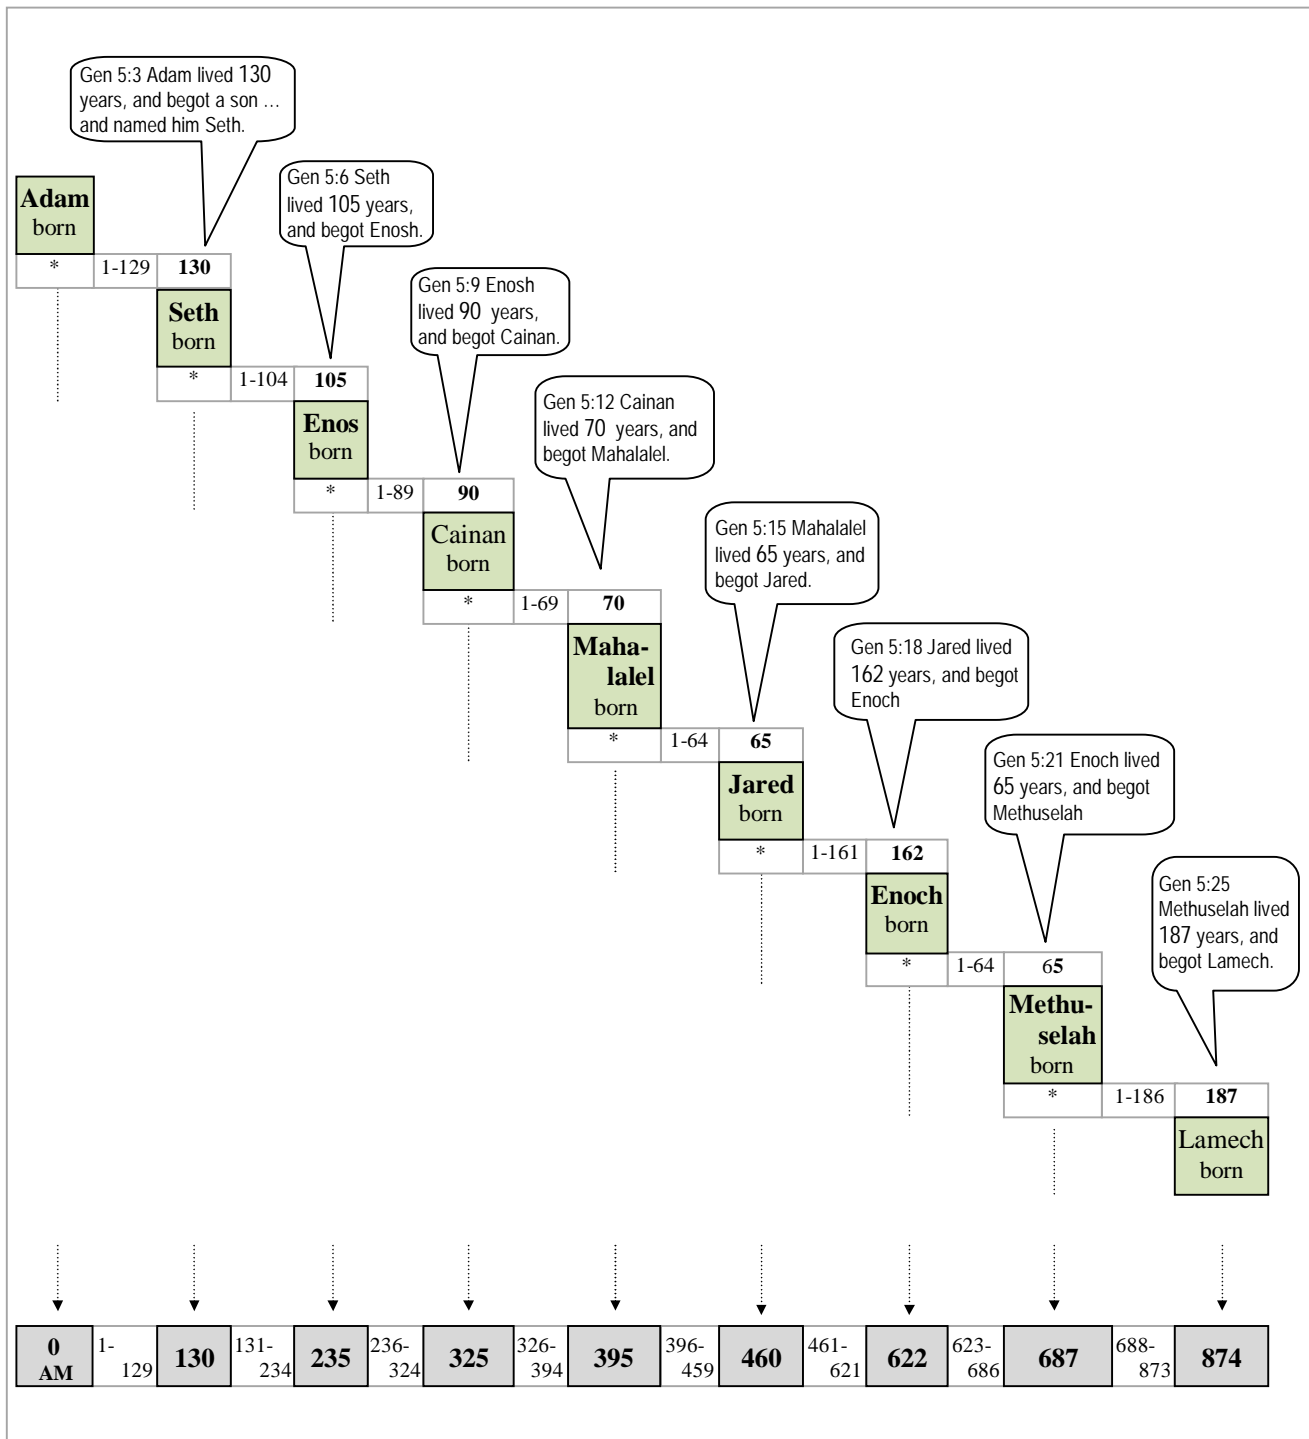 Gen 5:3 Adam lived 130
years, and begot a son …
and named him Seth.
Adam
born
* 1-129 130
Gen 5:6 Seth
lived 105 years,
and begot Enosh.
Seth
born
* 1-104 105
Gen 5:9 Enosh
lived 90 years,
and begot Cainan.
Enos
born
* 1-89 90
Gen 5:12 Cainan
lived 70 years, and
begot Mahalalel.
Cainan
born
* 1-69 70
Gen 5:15 Mahalalel
lived 65 years, and
begot Jared.
Maha-
lalel
born
* 1-64 65
Gen 5:18 Jared lived
162 years, and begot
Enoch
Jared
born
* 1-161 162
Gen 5:21 Enoch lived
65 years, and begot
Methuselah
Enoch
born
* 1-64 65
Gen 5:25
Methuselah lived
187 years, and
begot Lamech.
Methu-
selah
born
* 1-186 187
Lamech
born
0
AM
1-
129
130
131-
234
235
236-
324
325
326-
394
395
396-
459
460
461-
621
622
623-
686
687
688-
873
874